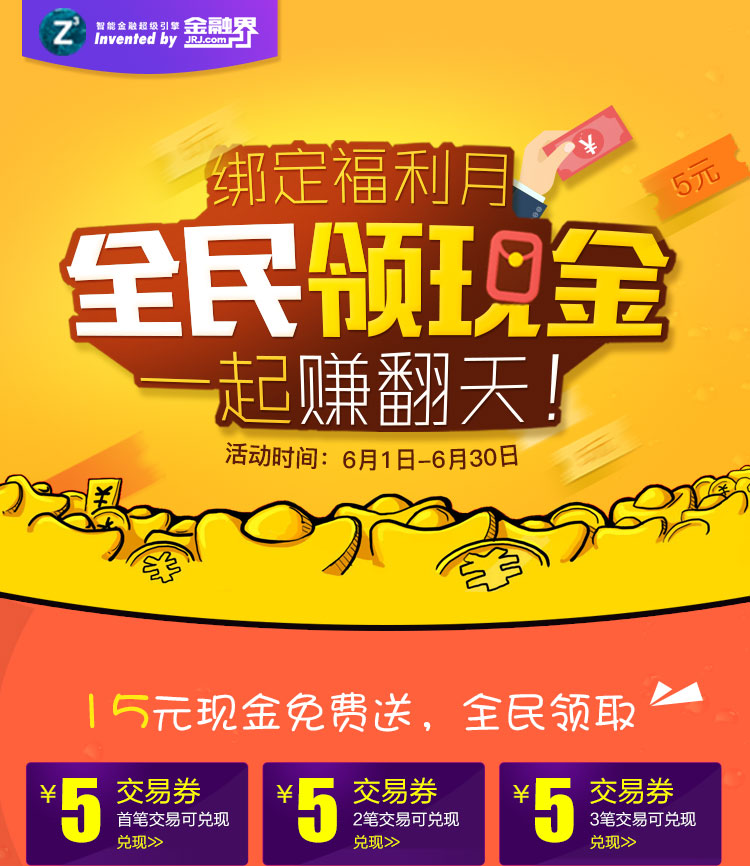 Z³
智能金融超级引擎
Invented by
金融界
JRJ.com
绑定福利月
5元
全民领现金
一起赚翻天!
活动时间：6月1日-6月30日
15元现金免费送，全民领取
¥5 交易券
首笔交易可兑现
兑现>>
¥5 交易券
2笔交易可兑现
兑现>>
¥5 交易券
3笔交易可兑现
兑现>>